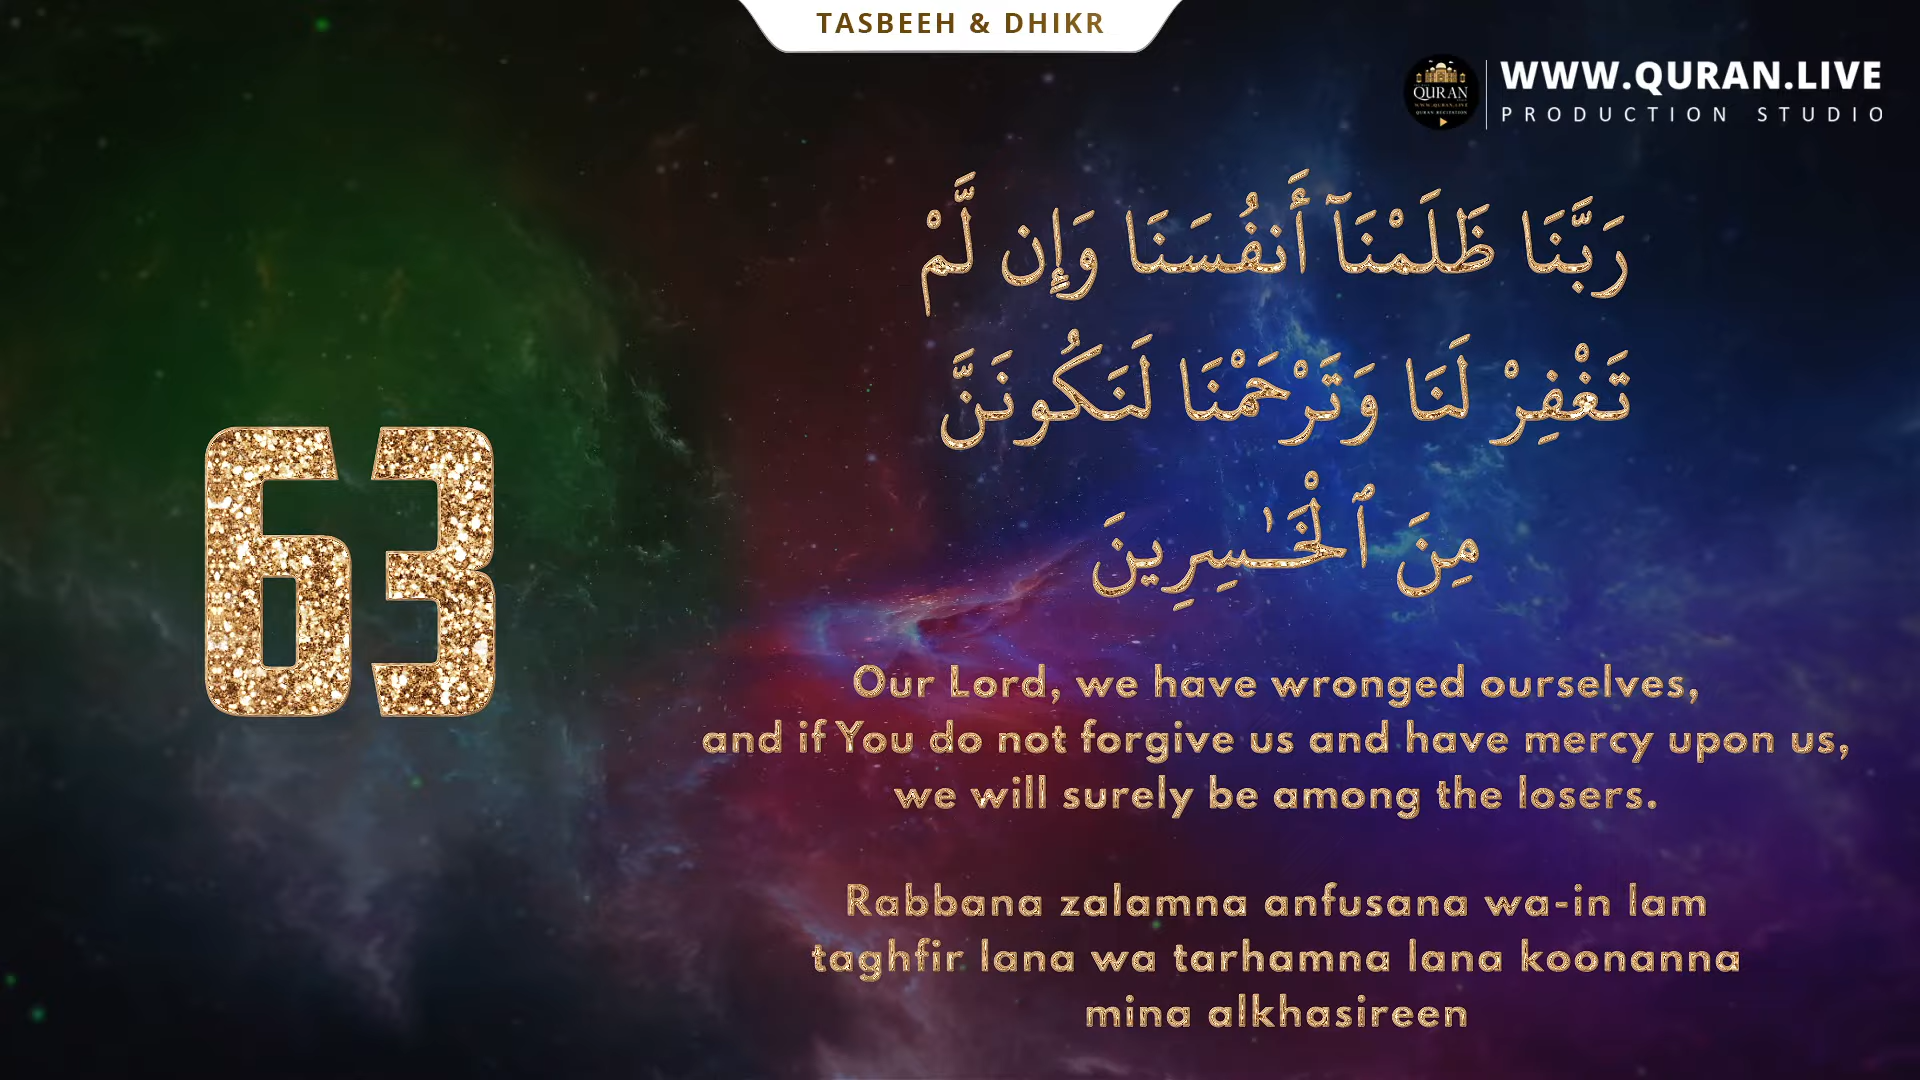 TASBEEH & DHIKR
QURAN
WWW.QURAN.LIVE
PRODUCTION STUDIO
رَبَّنَا ظَلَمْنَآ أَنفُسَنَا وَإِن لَّمْ
تَغْفِرْ لَنَا وَتَرْحَمْنَا لَنَكُونَنَّ
مِنَ ٱلْخَـٰسِرِينَ
63
Our Lord, we have wronged ourselves,
and if You do not forgive us and have mercy upon us,
we will surely be among the losers.
Rabbana zalamna anfusana wa-in lam
taghfir lana wa tarhamna lana koonanna
mina alkhasireen